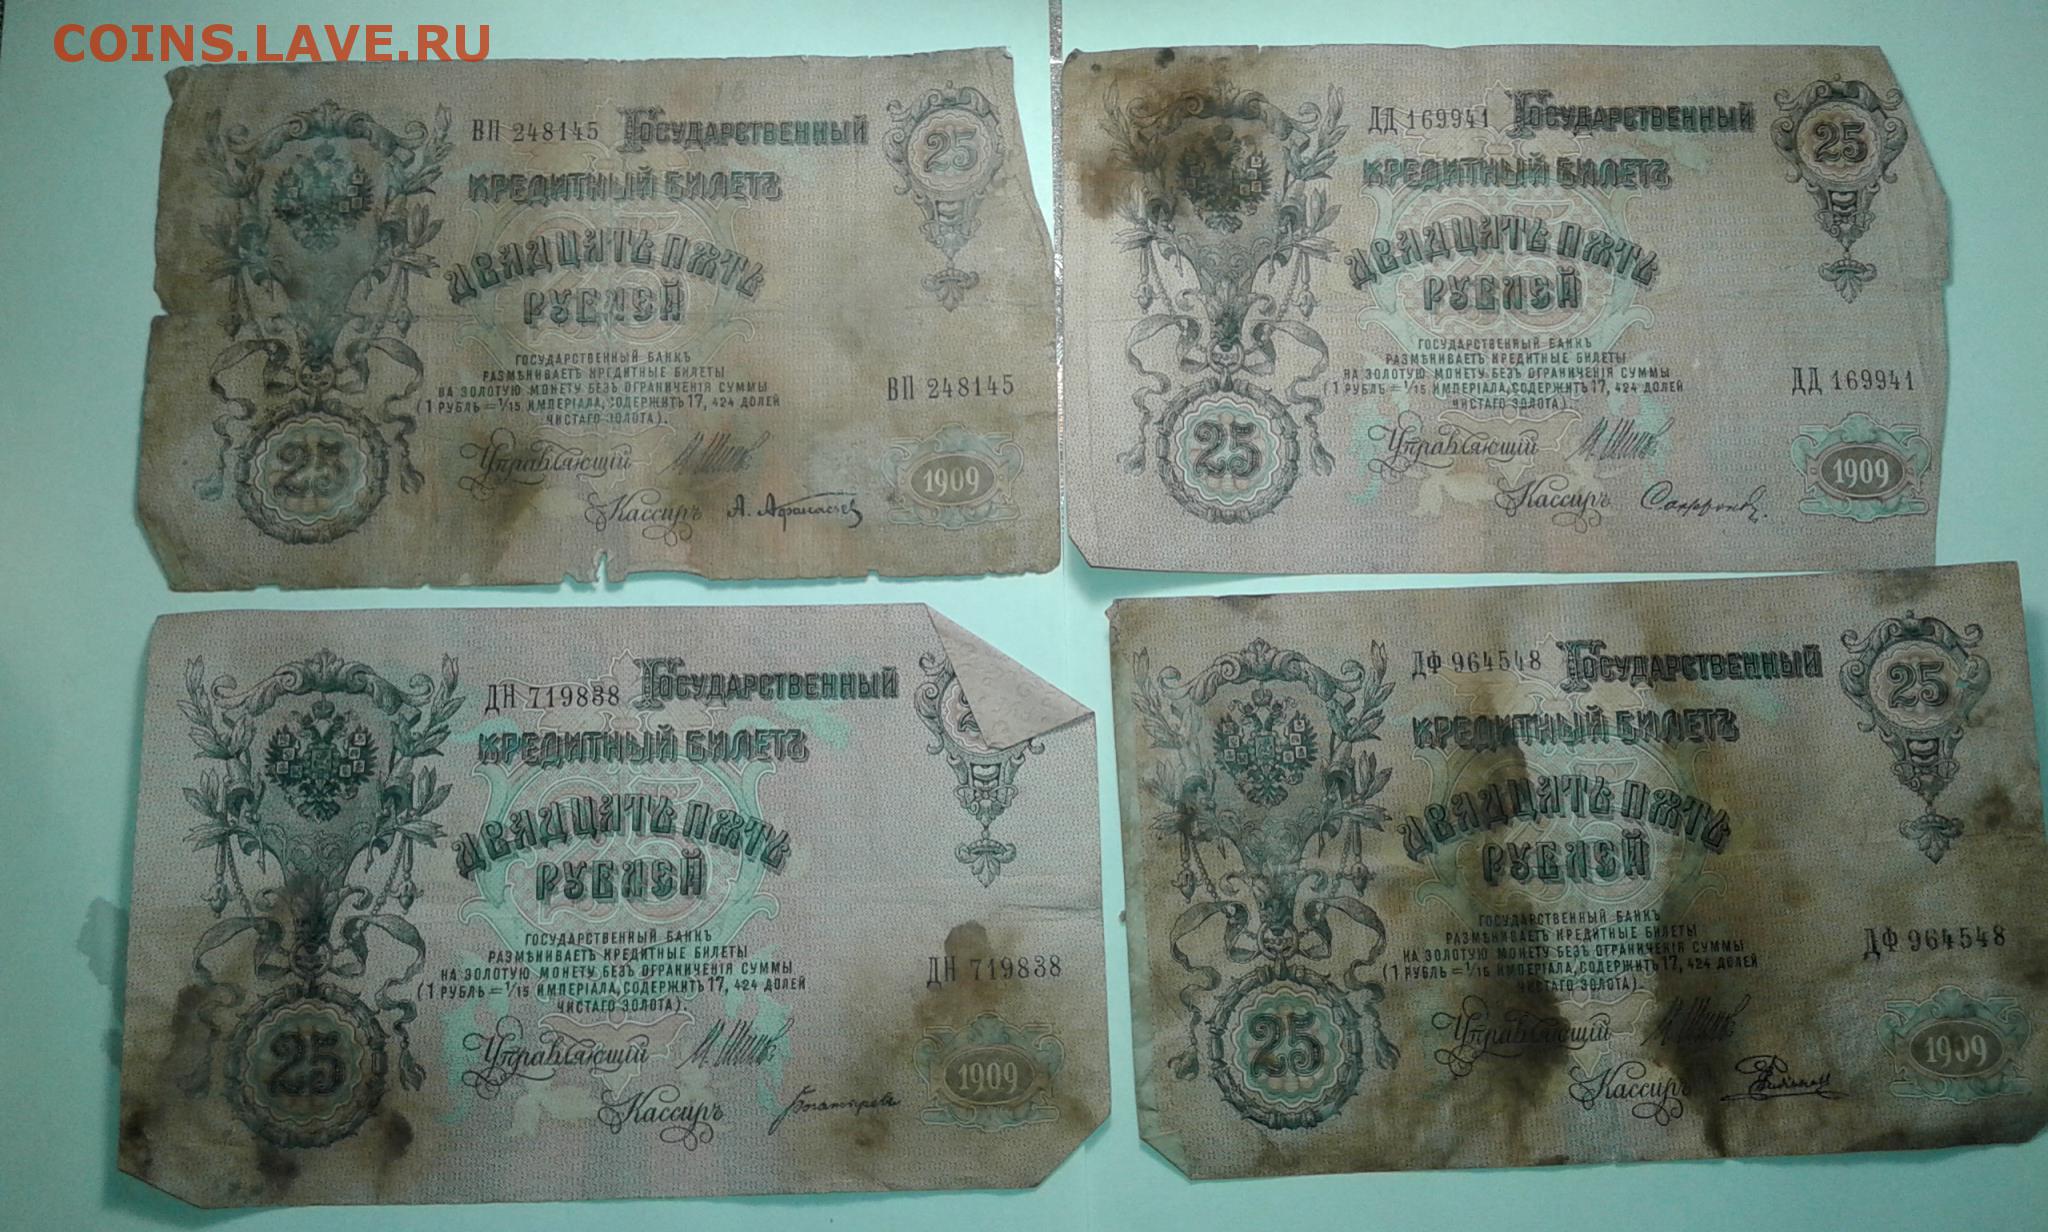 COINS.LAVE.RU
ВП 248145 Государственный 25
Кредитный Билетъ
Двадцать Пять
Рублей
ГОСУДАРСТВЕННЫЙ БАНКЪ
РАЗМѢНИВАЕТЪ КРЕДИТНЫЕ БИЛЕТЫ
НА ЗОЛОТУЮ МОНЕТУ БЕЗЪ ОГРАНИЧЕНІЯ СУММЫ
(1 РУБЛЬ = 1/15 ИМПЕРІАЛА, СОДЕРЖИТЪ 17, 424 ДОЛЕЙ
ЧИСТАГО ЗОЛОТА).
ВП 248145
25
Управляющій И. Шипов
1909
Кассиръ А. Афанасьев
ДД 169941 Государственный 25
Кредитный Билетъ
Двадцать Пять
Рублей
ГОСУДАРСТВЕННЫЙ БАНКЪ
РАЗМѢНИВАЕТЪ КРЕДИТНЫЕ БИЛЕТЫ
НА ЗОЛОТУЮ МОНЕТУ БЕЗЪ ОГРАНИЧЕНІЯ СУММЫ
(1 РУБЛЬ = 1/15 ИМПЕРІАЛА, СОДЕРЖИТЪ 17, 424 ДОЛЕЙ
ЧИСТАГО ЗОЛОТА)
ДД 169941
25
Управляющій И. Шипов
1909
Кассиръ Сафронов.
ДН 719838 Государственный
Кредитный Билетъ
Двадцать Пять
Рублей
ГОСУДАРСТВЕННЫЙ БАНКЪ
РАЗМѢНИВАЕТЪ КРЕДИТНЫЕ БИЛЕТЫ
НА ЗОЛОТУЮ МОНЕТУ БЕЗЪ ОГРАНИЧЕНІЯ СУММЫ
(1 РУБЛЬ = 1/15 ИМПЕРІАЛА, СОДЕРЖИТЪ 17, 424 ДОЛЕЙ
ЧИСТАГО ЗОЛОТА).
ДН 719838
25
Управляющій И. Шипов
1909
Кассиръ Богатырев
ДФ 964548 Государственный 25
Кредитный Билетъ
Двадцать Пять
Рублей
ГОСУДАРСТВЕННЫЙ БАНКЪ
РАЗМѢНИВАЕТЪ КРЕДИТНЫЕ БИЛЕТЫ
НА ЗОЛОТУЮ МОНЕТУ БЕЗЪ ОГРАНИЧЕНІЯ СУММЫ
(1 РУБЛЬ = 1/15 ИМПЕРІАЛА, СОДЕРЖИТЪ 17, 424 ДОЛЕЙ
ЧИСТАГО ЗОЛОТА).
ДФ 964548
25
Управляющій И. Шипов
1909
Кассиръ